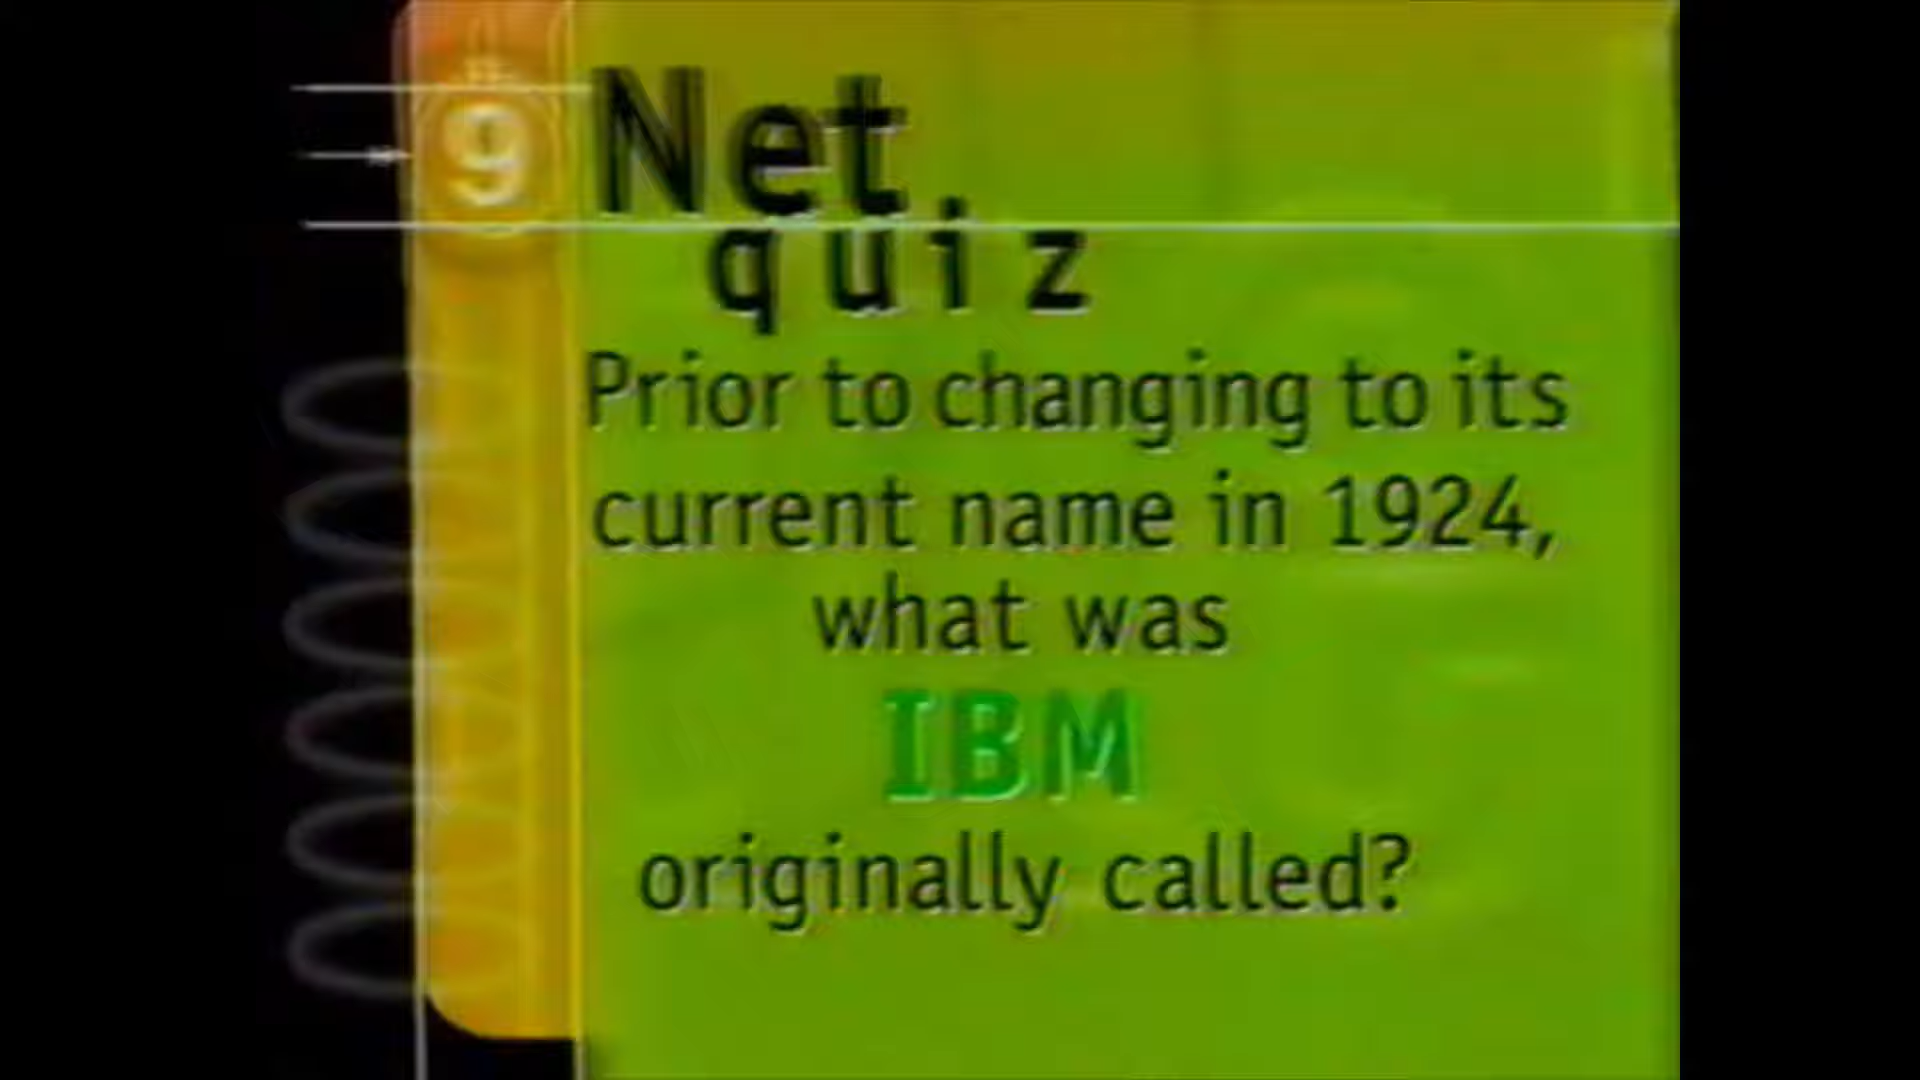 9
Net
quiz
Prior to changing to its
current name in 1924,
what was
IBM
originally called?